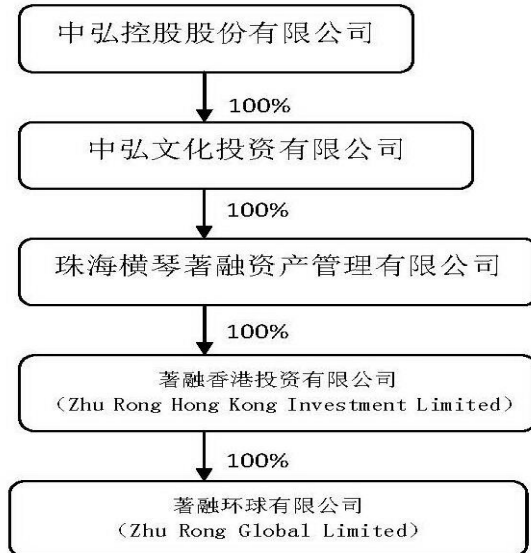 中弘控股股份有限公司
100%
中弘文化投资有限公司
100%
珠海横琴著融资产管理有限公司
100%
著融香港投资有限公司
（Zhu Rong Hong Kong Investment Limited）
100%
著融环球有限公司
（Zhu Rong Global Limited）